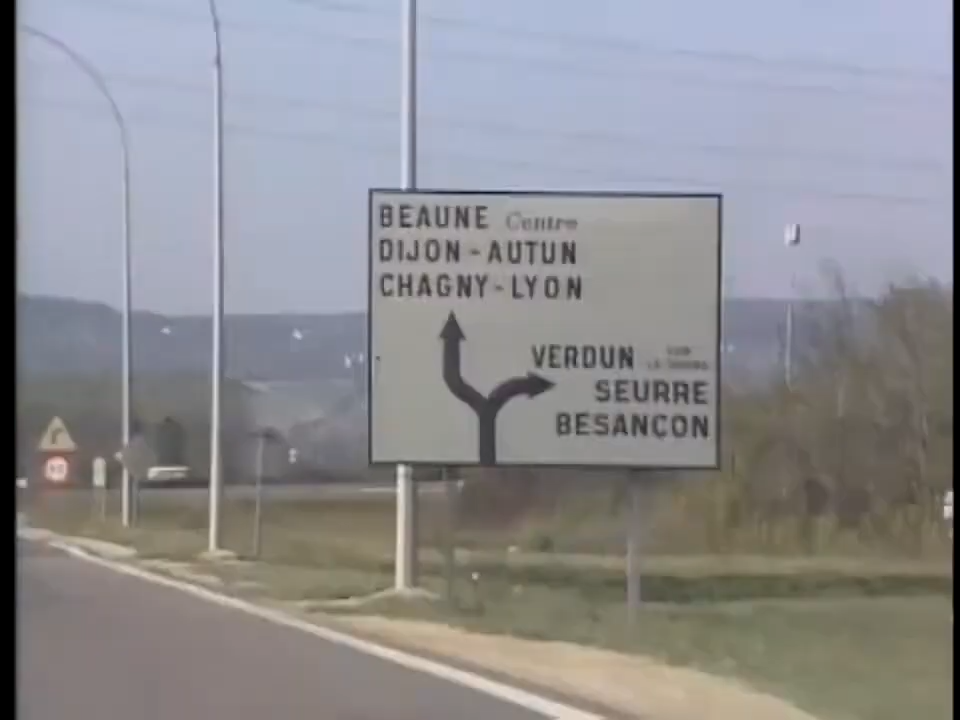 BEAUNE Centre
DIJON-AUTUN
CHAGNY-LYON
VERDUN
SEURRE
BESANÇON